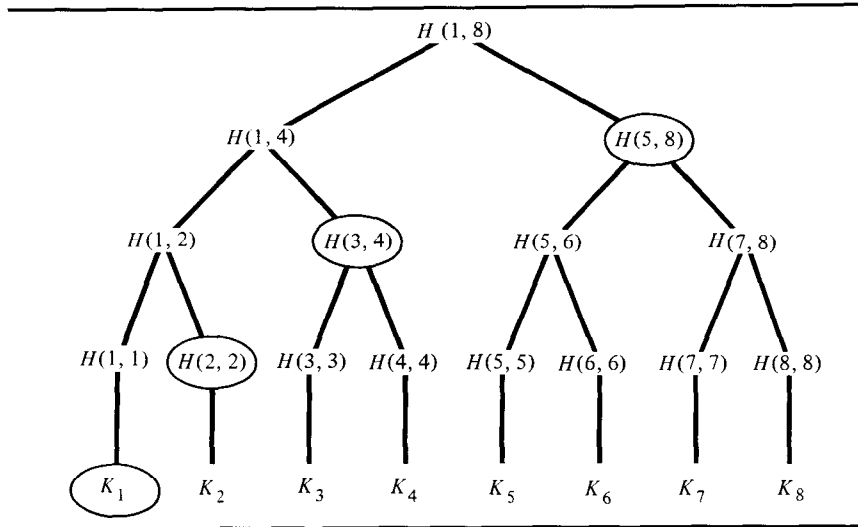 H (1, 8)
H(1, 4) H(5, 8)
H(1, 2) H(3, 4) H(5, 6) H(7, 8)
H(1, 1) H(2, 2) H(3, 3) H(4, 4) H(5, 5) H(6, 6) H(7, 7) H(8, 8)
K₁ K₂ K₃ K₄ K₅ K₆ K₇ K₈